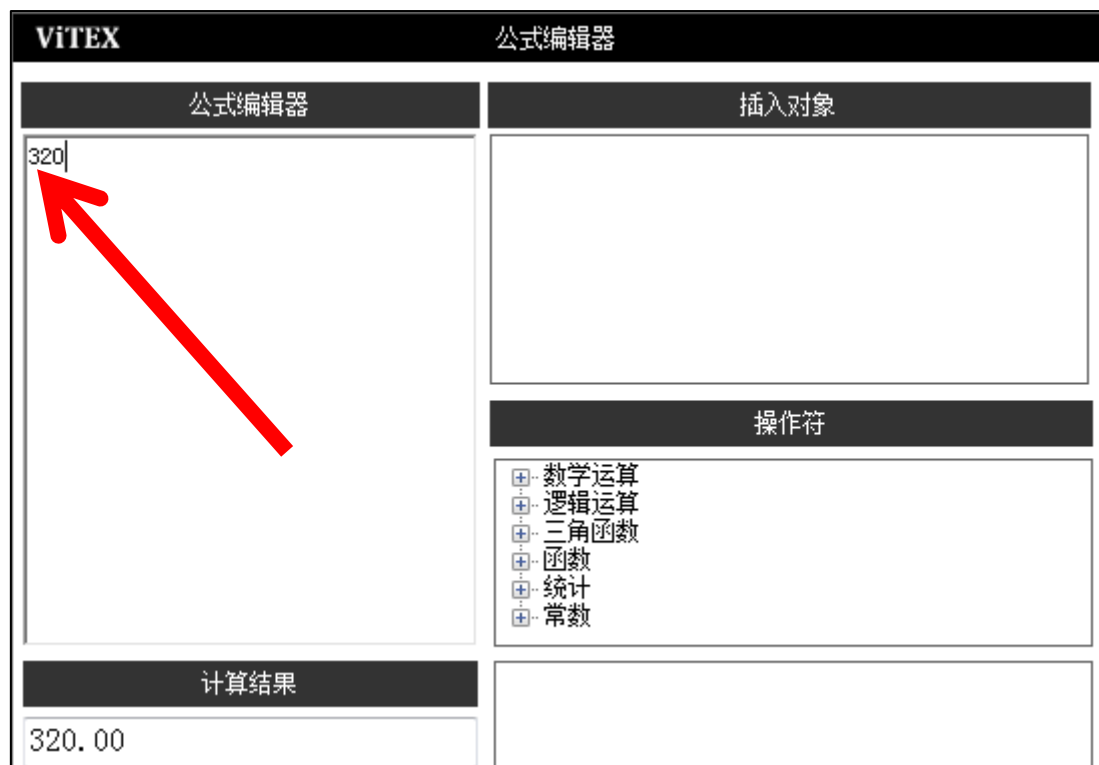 ViTEX
公式编辑器
公式编辑器
320
插入对象
操作符
数学运算
逻辑运算
三角函数
函数
统计
常数
计算结果
320.00